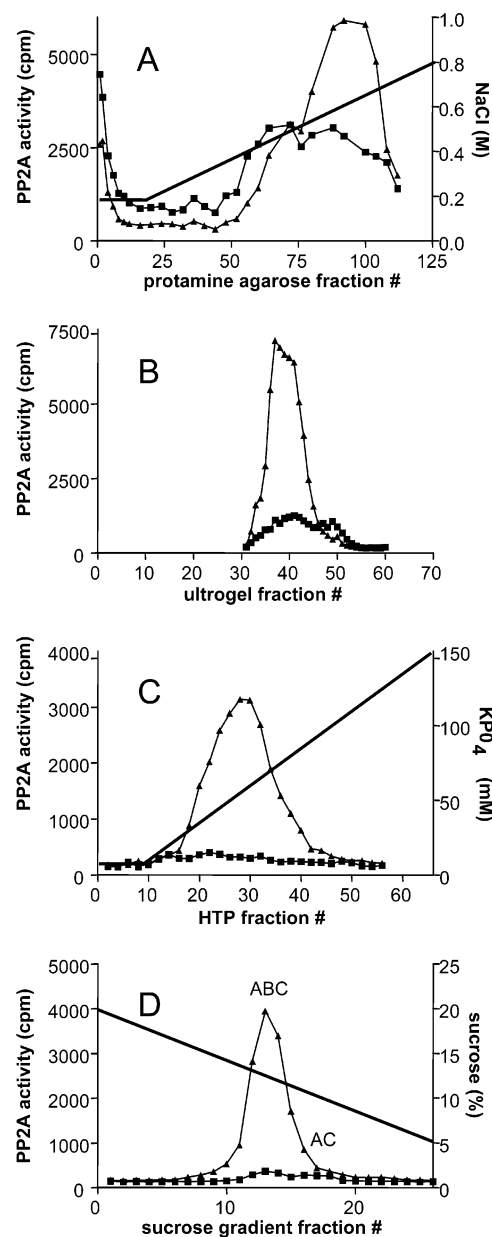 A
PP2A activity (cpm)
5000
2500
0
1.0
0.8
0.6
0.4
0.2
0.0
NaCl (M)
0 25 50 75 100 125
protamine agarose fraction #
B
PP2A activity (cpm)
7500
5000
2500
0
0 10 20 30 40 50 60 70
ultrogel fraction #
C
PP2A activity (cpm)
4000
3000
2000
1000
0
150
100
50
0
KP04 (mM)
0 10 20 30 40 50 60
HTP fraction #
D
ABC
AC
PP2A activity (cpm)
5000
4000
3000
2000
1000
0
25
20
15
10
5
0
sucrose (%)
0 10 20
sucrose gradient fraction #